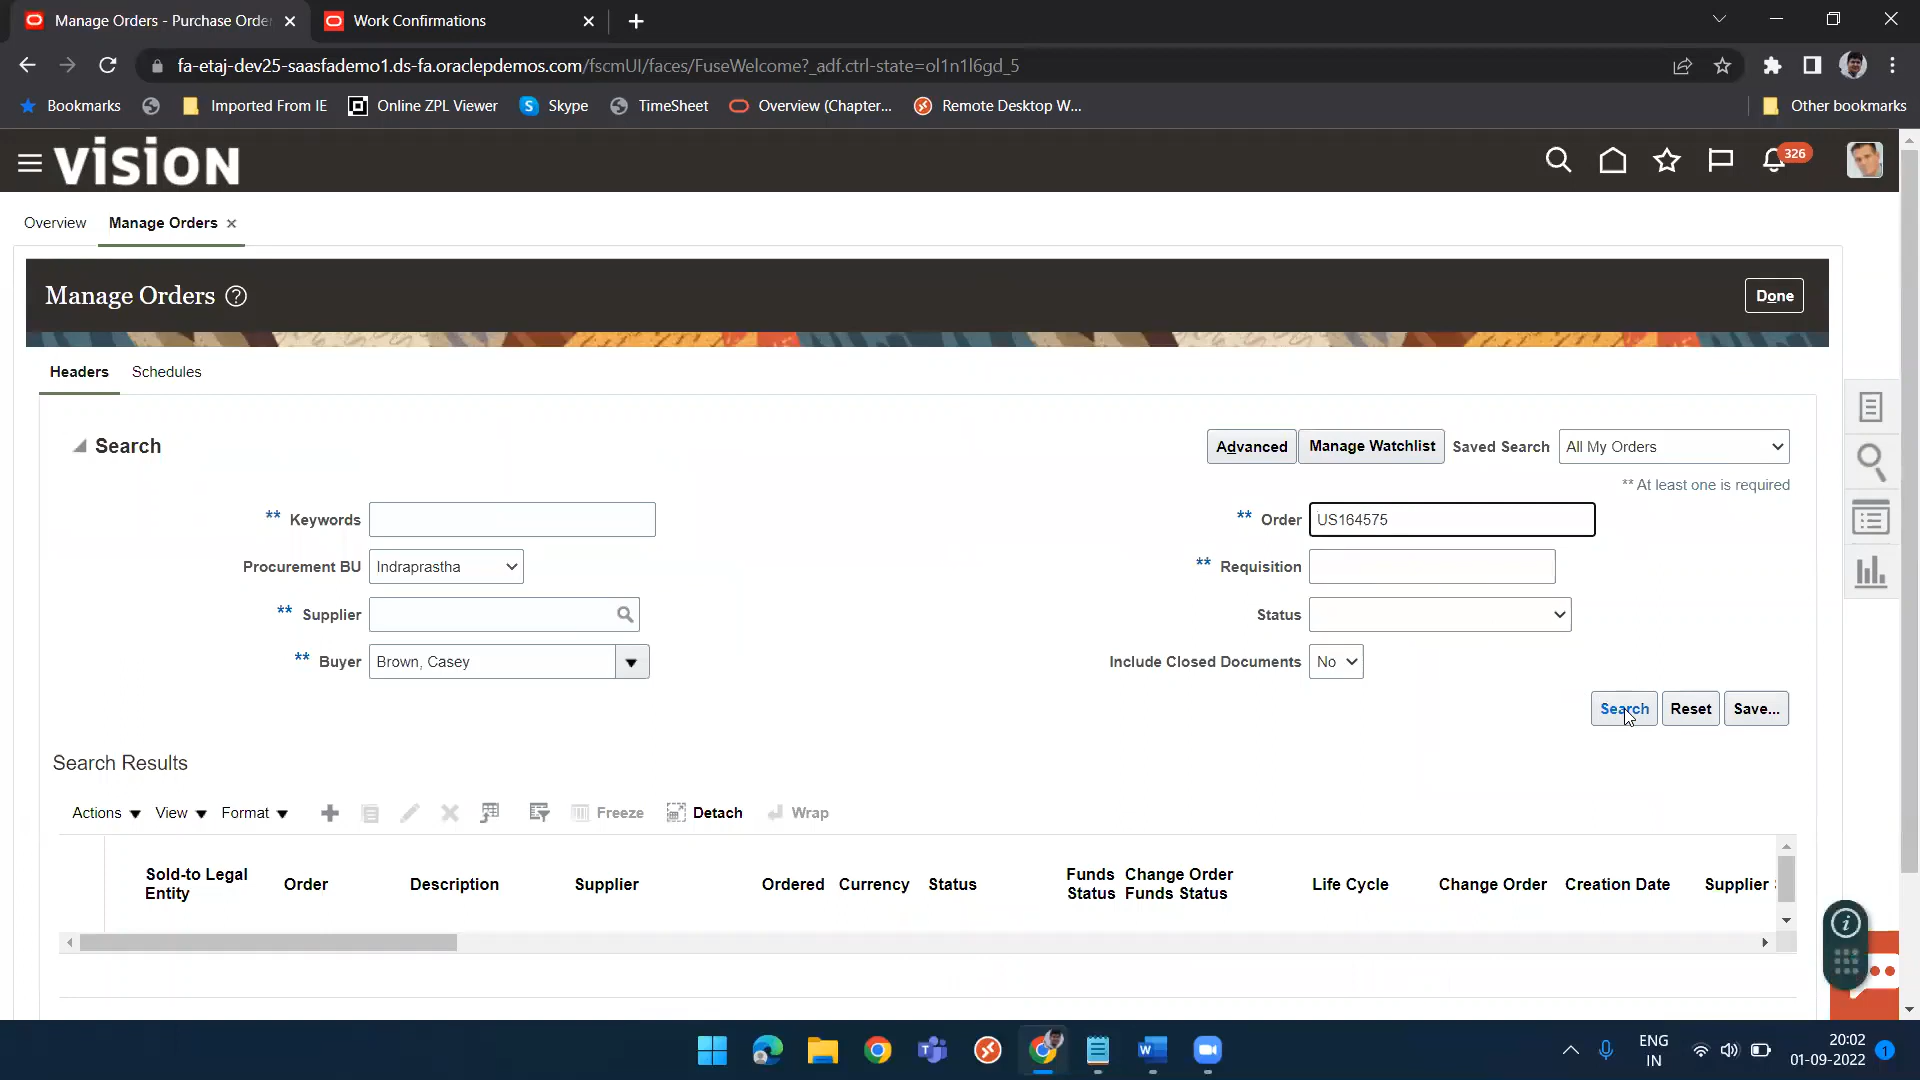 Manage Orders - Purchase Order
Work Confirmations
fa-etaj-dev25-saasfademo1.ds-fa.oraclepdemos.com/fscmUI/faces/FuseWelcome?_adf.ctrl-state=ol1n1l6gd_5
Bookmarks Imported From IE Online ZPL Viewer Skype TimeSheet Overview (Chapter... Remote Desktop W... Other bookmarks
vision
326
Overview Manage Orders
Manage Orders
Done
Headers Schedules
Search
Advanced Manage Watchlist Saved Search All My Orders
** At least one is required
** Keywords
** Order US164575
Procurement BU Indraprastha
** Requisition
** Supplier
Status
** Buyer Brown, Casey
Include Closed Documents No
Search Reset Save...
Search Results
Actions View Format Freeze Detach Wrap
Sold-to Legal Entity Order Description Supplier Ordered Currency Status Funds Status Change Order Funds Status Life Cycle Change Order Creation Date Supplier
ENG
IN
20:02
01-09-2022
1